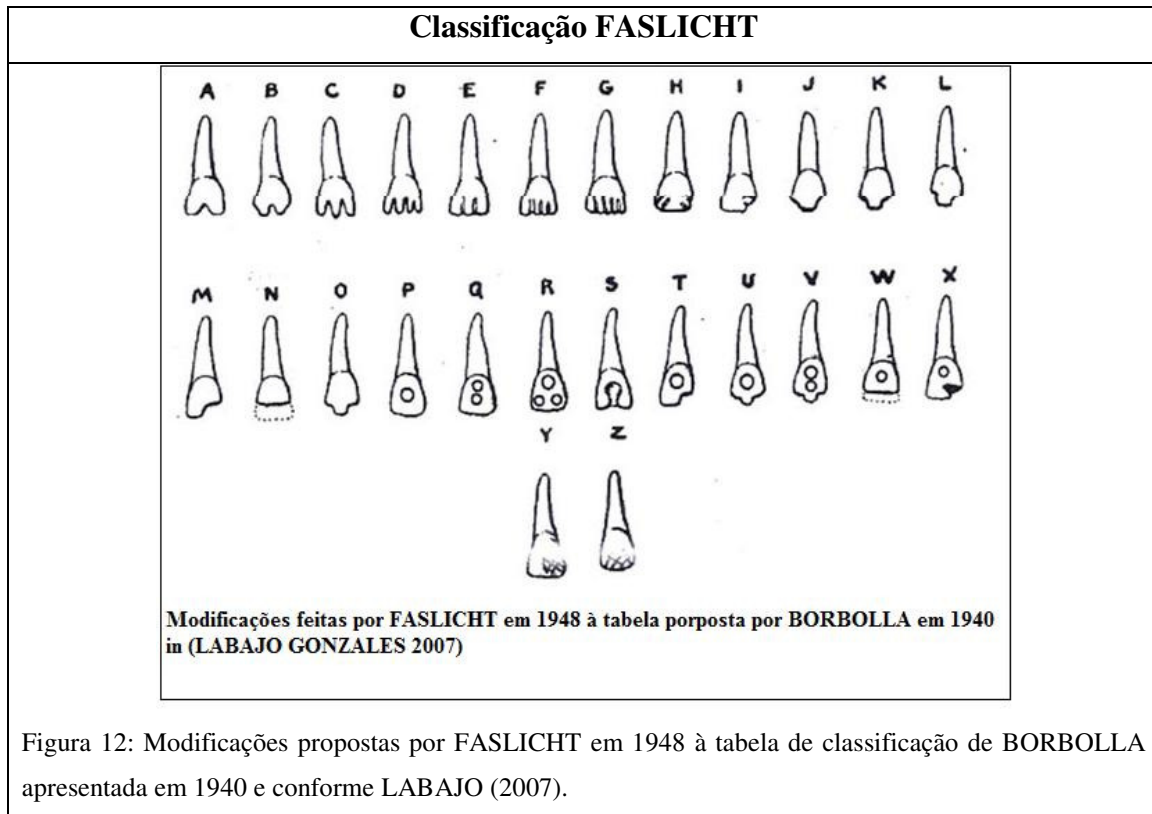 Classificação FASLICHT
A B C D E F G H I J K L
M N O P Q R S T U V W X
Y Z
Modificações feitas por FASLICHT em 1948 à tabela porposta por BORBOLLA em 1940
in (LABAJO GONZALES 2007)
Figura 12: Modificações propostas por FASLICHT em 1948 à tabela de classificação de BORBOLLA
apresentada em 1940 e conforme LABAJO (2007).